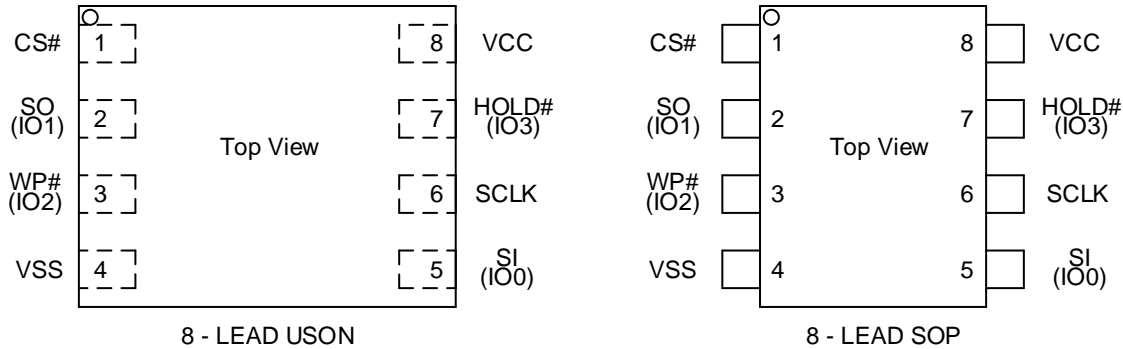 CS#
1
8
VCC
SO
(IO1)
2
7
HOLD#
(IO3)
Top View
WP#
(IO2)
3
6
SCLK
VSS
4
5
SI
(IO0)
8 - LEAD USON
CS#
1
8
VCC
SO
(IO1)
2
7
HOLD#
(IO3)
Top View
WP#
(IO2)
3
6
SCLK
VSS
4
5
SI
(IO0)
8 - LEAD SOP